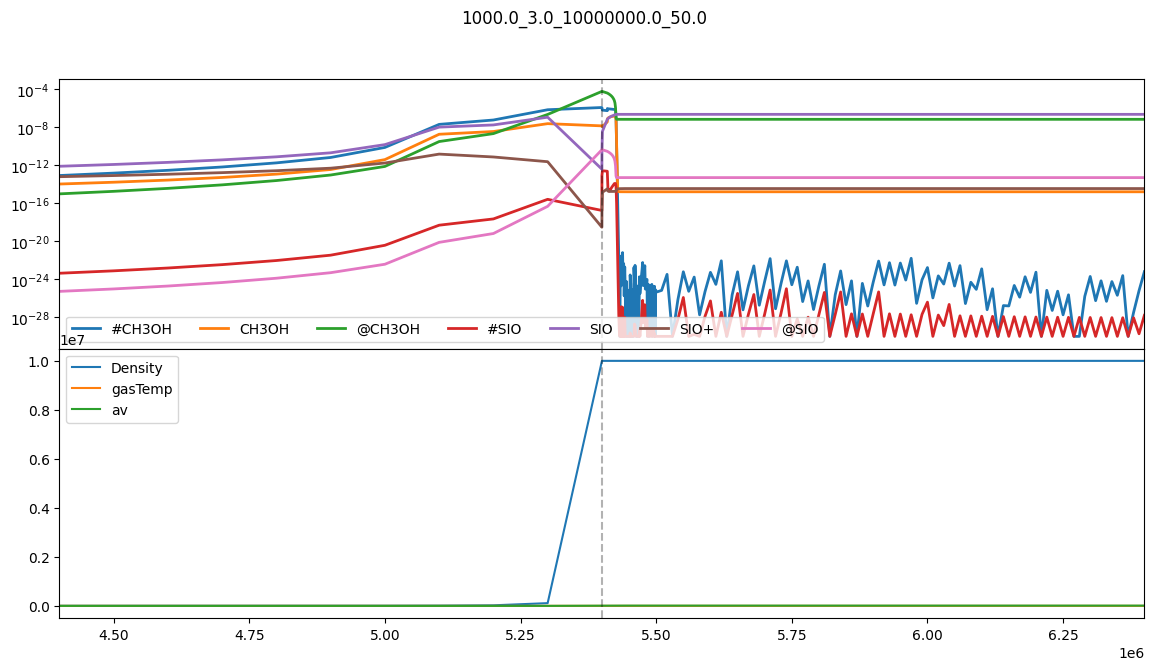 1000.0_3.0_10000000.0_50.0
10⁻⁴
10⁻⁸
10⁻¹²
10⁻¹⁶
10⁻²⁰
10⁻²⁴
10⁻²⁸
#CH3OH CH3OH @CH3OH #SIO SIO SIO+ @SIO
1e7
1.0
0.8
0.6
0.4
0.2
0.0
Density
gasTemp
av
4.50 4.75 5.00 5.25 5.50 5.75 6.00 6.25
1e6